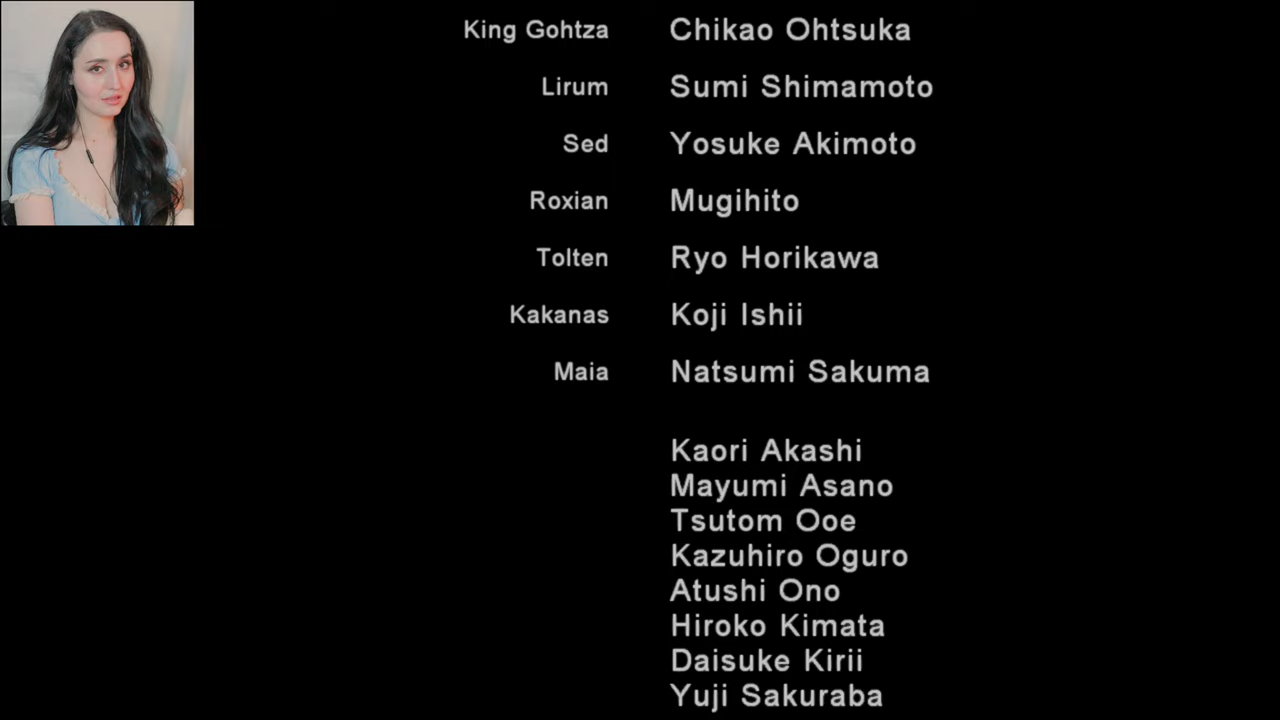 King Gohtza Chikao Ohtsuka
Lirum Sumi Shimamoto
Sed Yosuke Akimoto
Roxian Mugihito
Tolten Ryo Horikawa
Kakanas Koji Ishii
Maia Natsumi Sakuma
Kaori Akashi
Mayumi Asano
Tsutom Ooe
Kazuhiro Oguro
Atushi Ono
Hiroko Kimata
Daisuke Kirii
Yuji Sakuraba